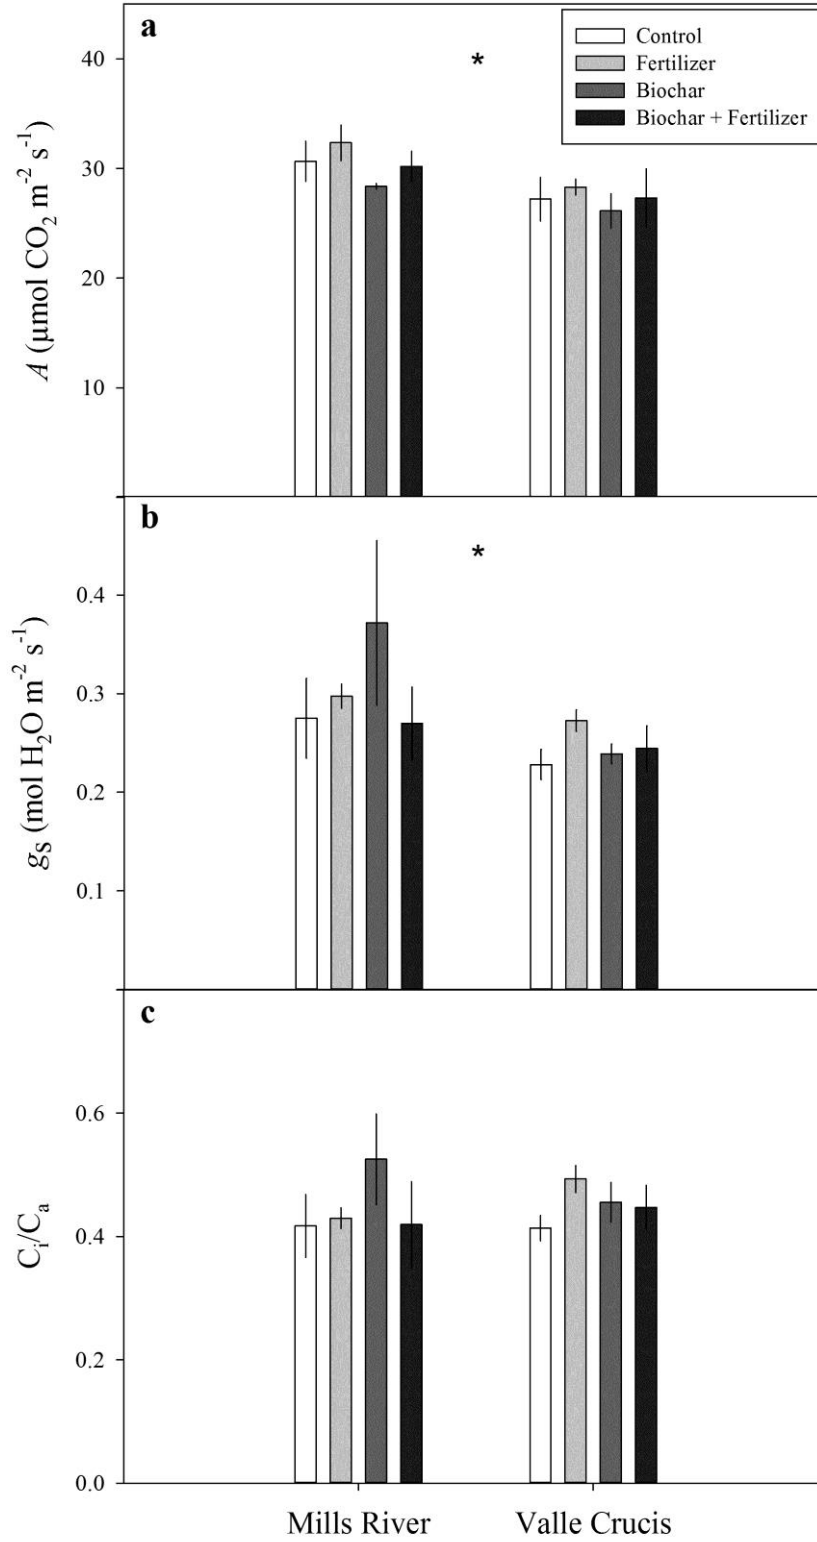 a
*
Control
Fertilizer
Biochar
Biochar + Fertilizer
40
30
20
10
A (µmol CO₂ m⁻² s⁻¹)
b
*
0.4
0.3
0.2
0.1
gS (mol H₂O m⁻² s⁻¹)
c
0.6
0.4
0.2
0.0
Cᵢ/Cₐ
Mills River Valle Crucis